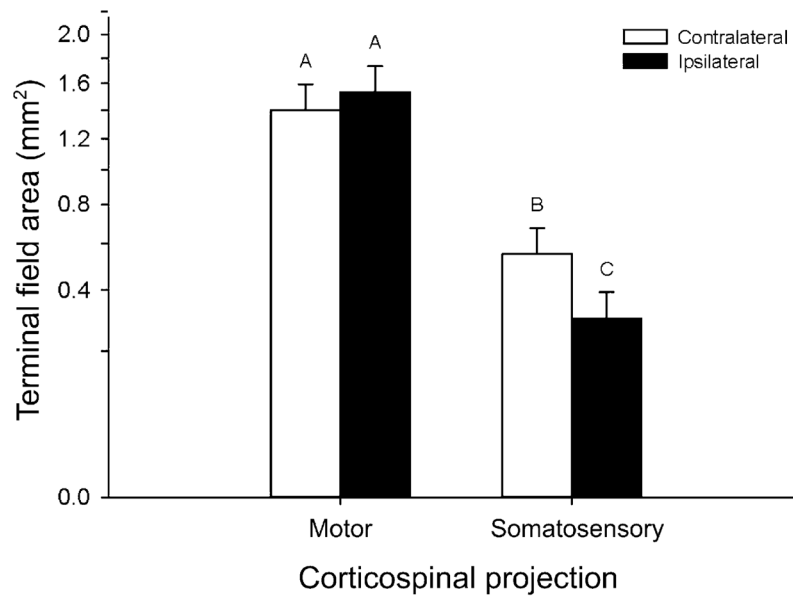 Terminal field area (mm²)
2.0
1.6
1.2
0.8
0.4
0.0
A
A
B
C
Contralateral
Ipsilateral
Motor
Somatosensory
Corticospinal projection